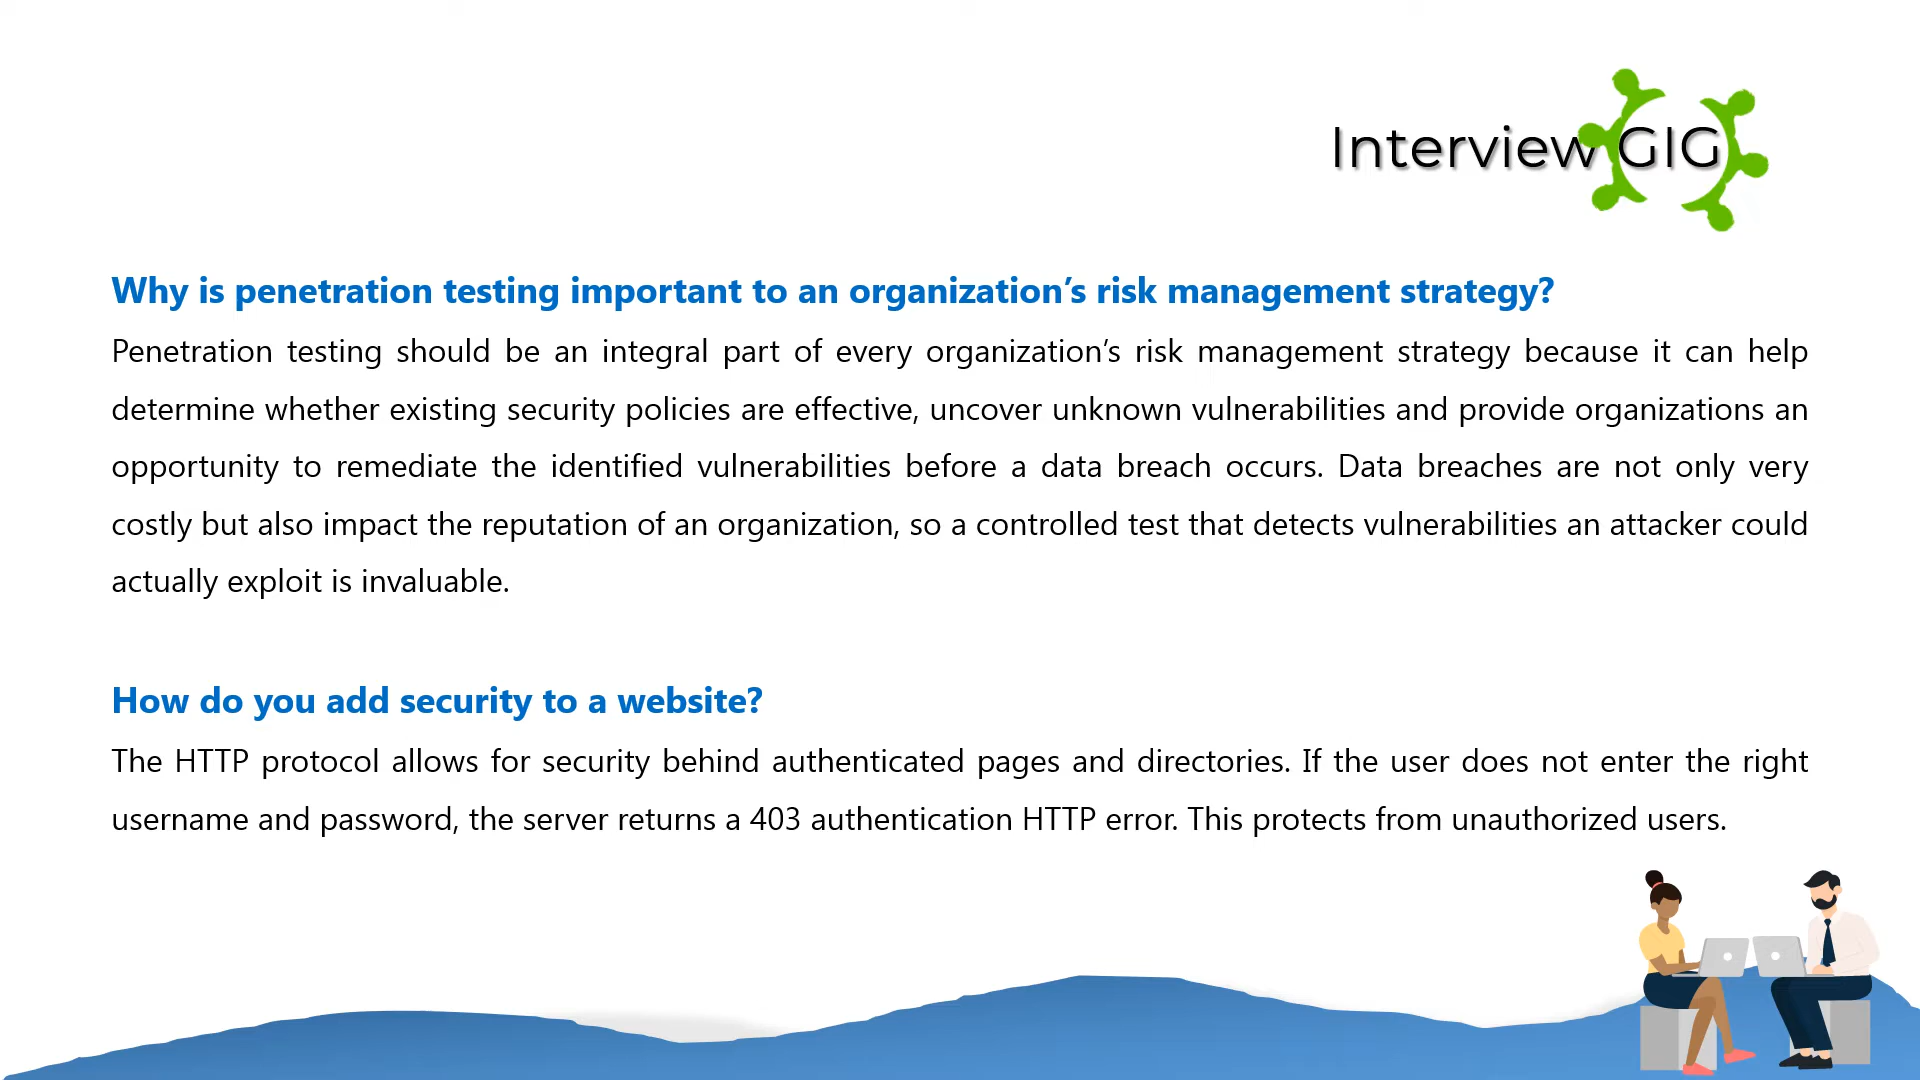 Interview GIG
Why is penetration testing important to an organization’s risk management strategy?
Penetration testing should be an integral part of every organization’s risk management strategy because it can help
determine whether existing security policies are effective, uncover unknown vulnerabilities and provide organizations an
opportunity to remediate the identified vulnerabilities before a data breach occurs. Data breaches are not only very
costly but also impact the reputation of an organization, so a controlled test that detects vulnerabilities an attacker could
actually exploit is invaluable.
How do you add security to a website?
The HTTP protocol allows for security behind authenticated pages and directories. If the user does not enter the right
username and password, the server returns a 403 authentication HTTP error. This protects from unauthorized users.